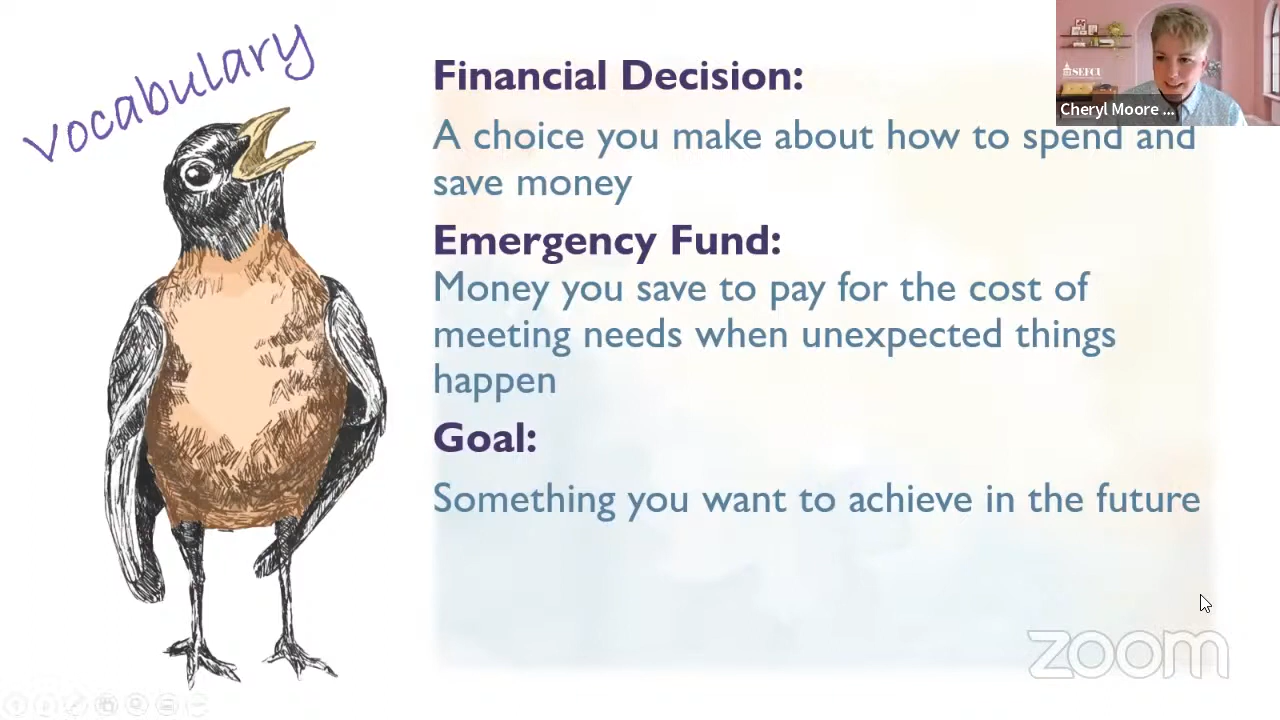 vocabulary
Financial Decision:
A choice you make about how to spend and
save money
Emergency Fund:
Money you save to pay for the cost of
meeting needs when unexpected things
happen
Goal:
Something you want to achieve in the future
SEFCU
Cheryl Moore ...
zoom